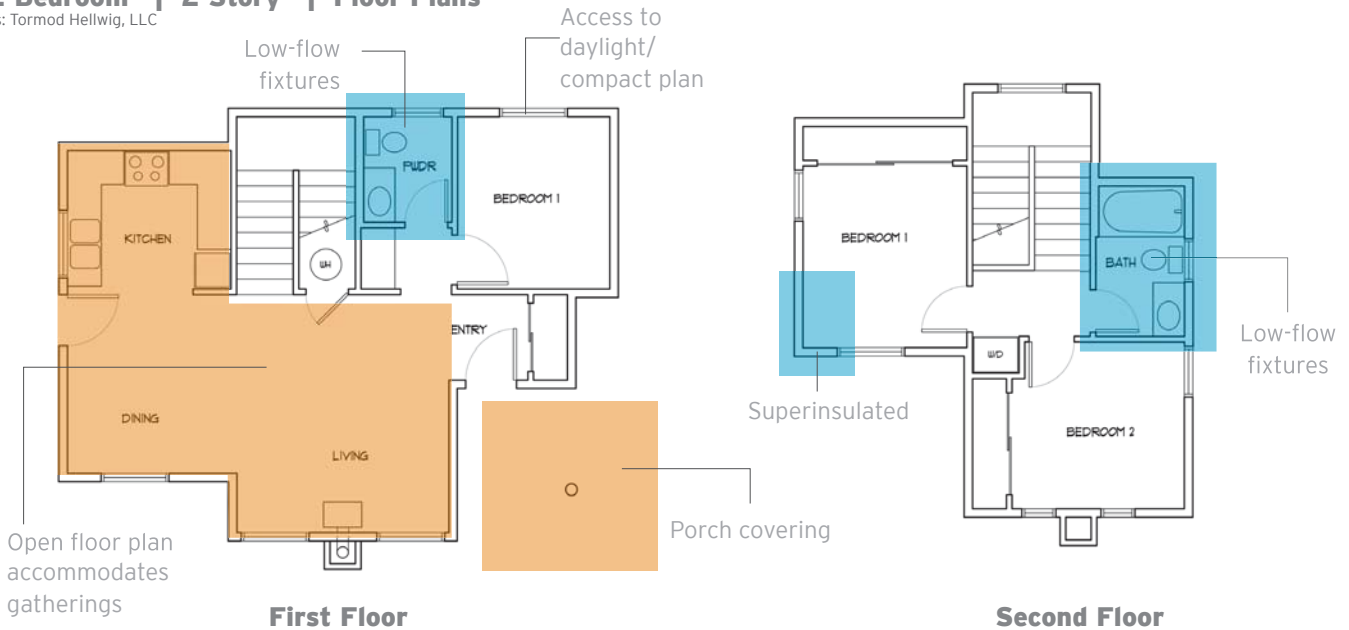 Bedroom | 2 Story | Floor Plans
: Tormod Hellwig, LLC
Low-flow
fixtures
Access to
daylight/
compact plan
PWDR
BEDROOM 1
KITCHEN
WH
ENTRY
DINING
LIVING
Open floor plan
accommodates
gatherings
Porch covering
First Floor
BEDROOM 1
BATH
WD
BEDROOM 2
Superinsulated
Low-flow
fixtures
Second Floor